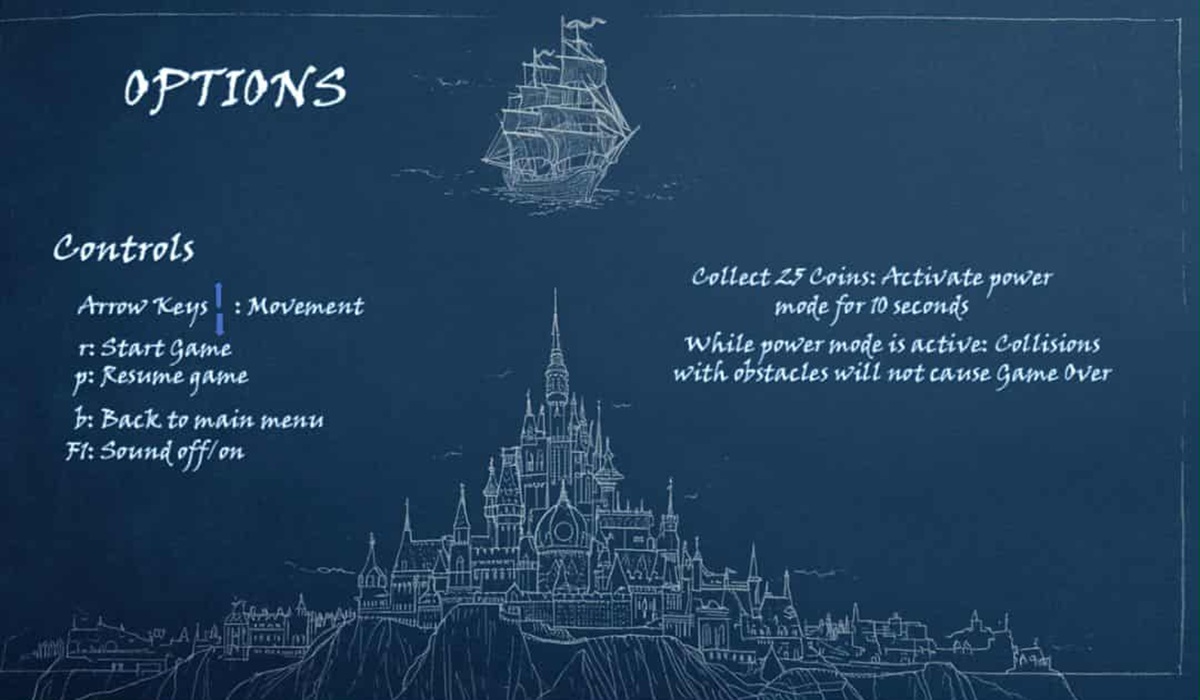 OPTIONS
Controls
Arrow Keys : Movement
r: Start Game
p: Resume game
b: Back to main menu
F1: Sound off/on
Collect 25 Coins: Activate power
mode for 10 seconds
While power mode is active: Collisions
with obstacles will not cause Game Over